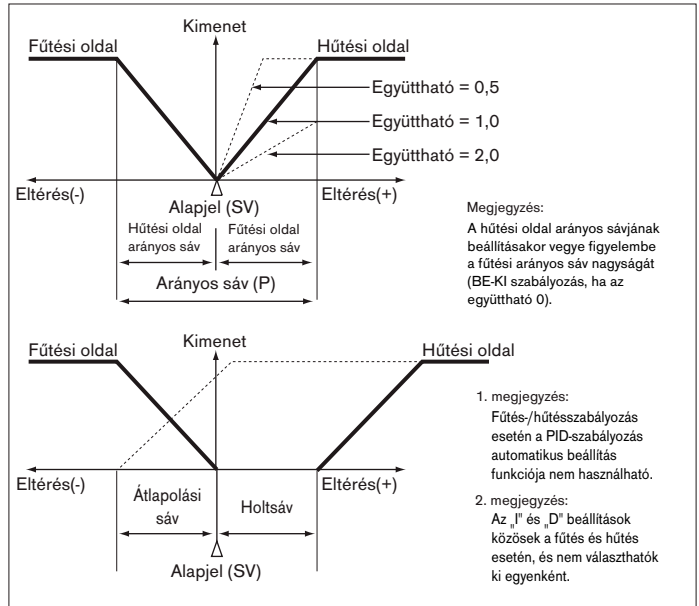 Kimenet
Fűtési oldal
Hűtési oldal
Együttható = 0,5
Együttható = 1,0
Együttható = 2,0
Eltérés(-)
Eltérés(+)
Alapjel (SV)
Hűtési oldal
arányos sáv
Fűtési oldal
arányos sáv
Arányos sáv (P)
Megjegyzés:
A hűtési oldal arányos sávjának
beállításakor vegye figyelembe
a fűtési arányos sáv nagyságát
(BE-KI szabályozás, ha az
együttható 0).
Kimenet
Fűtési oldal
Hűtési oldal
Eltérés(-)
Eltérés(+)
Átlapolási
sáv
Holtsáv
Alapjel (SV)
1. megjegyzés:
Fűtés-/hűtésszabályozás
esetén a PID-szabályozás
automatikus beállítás
funkciója nem használható.
2. megjegyzés:
Az „I" és „D" beállítások
közösek a fűtés és hűtés
esetén, és nem választhatók
ki egyenként.